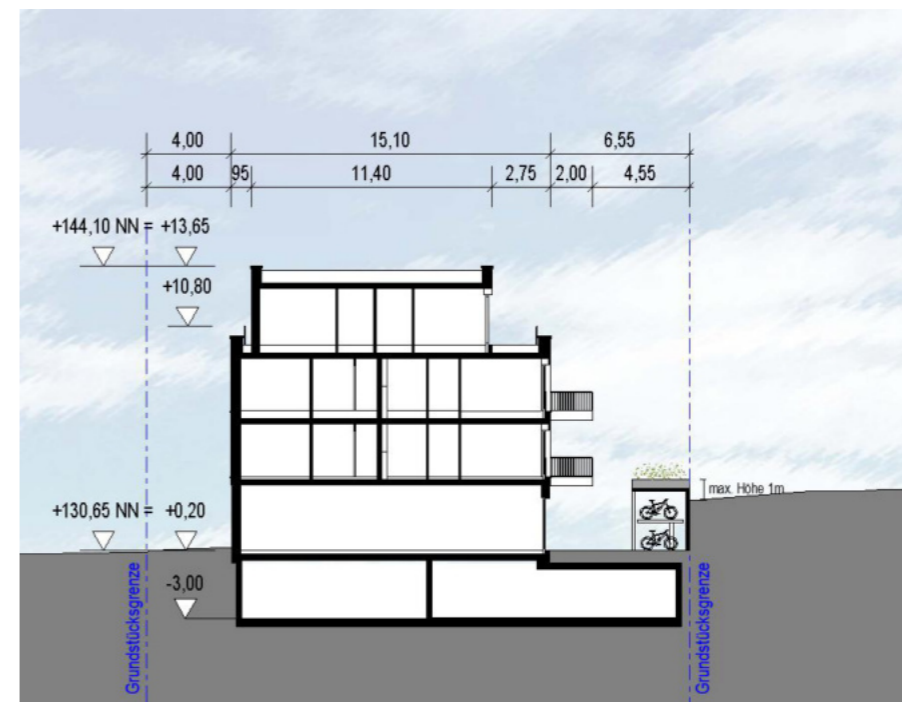 4,00 15,10 6,55
4,00 95 11,40 2,75 2,00 4,55
+144,10 NN = +13,65
+10,80
max. Höhe 1m
+130,65 NN = +0,20
-3,00
Grundstücksgrenze
Grundstücksgrenze